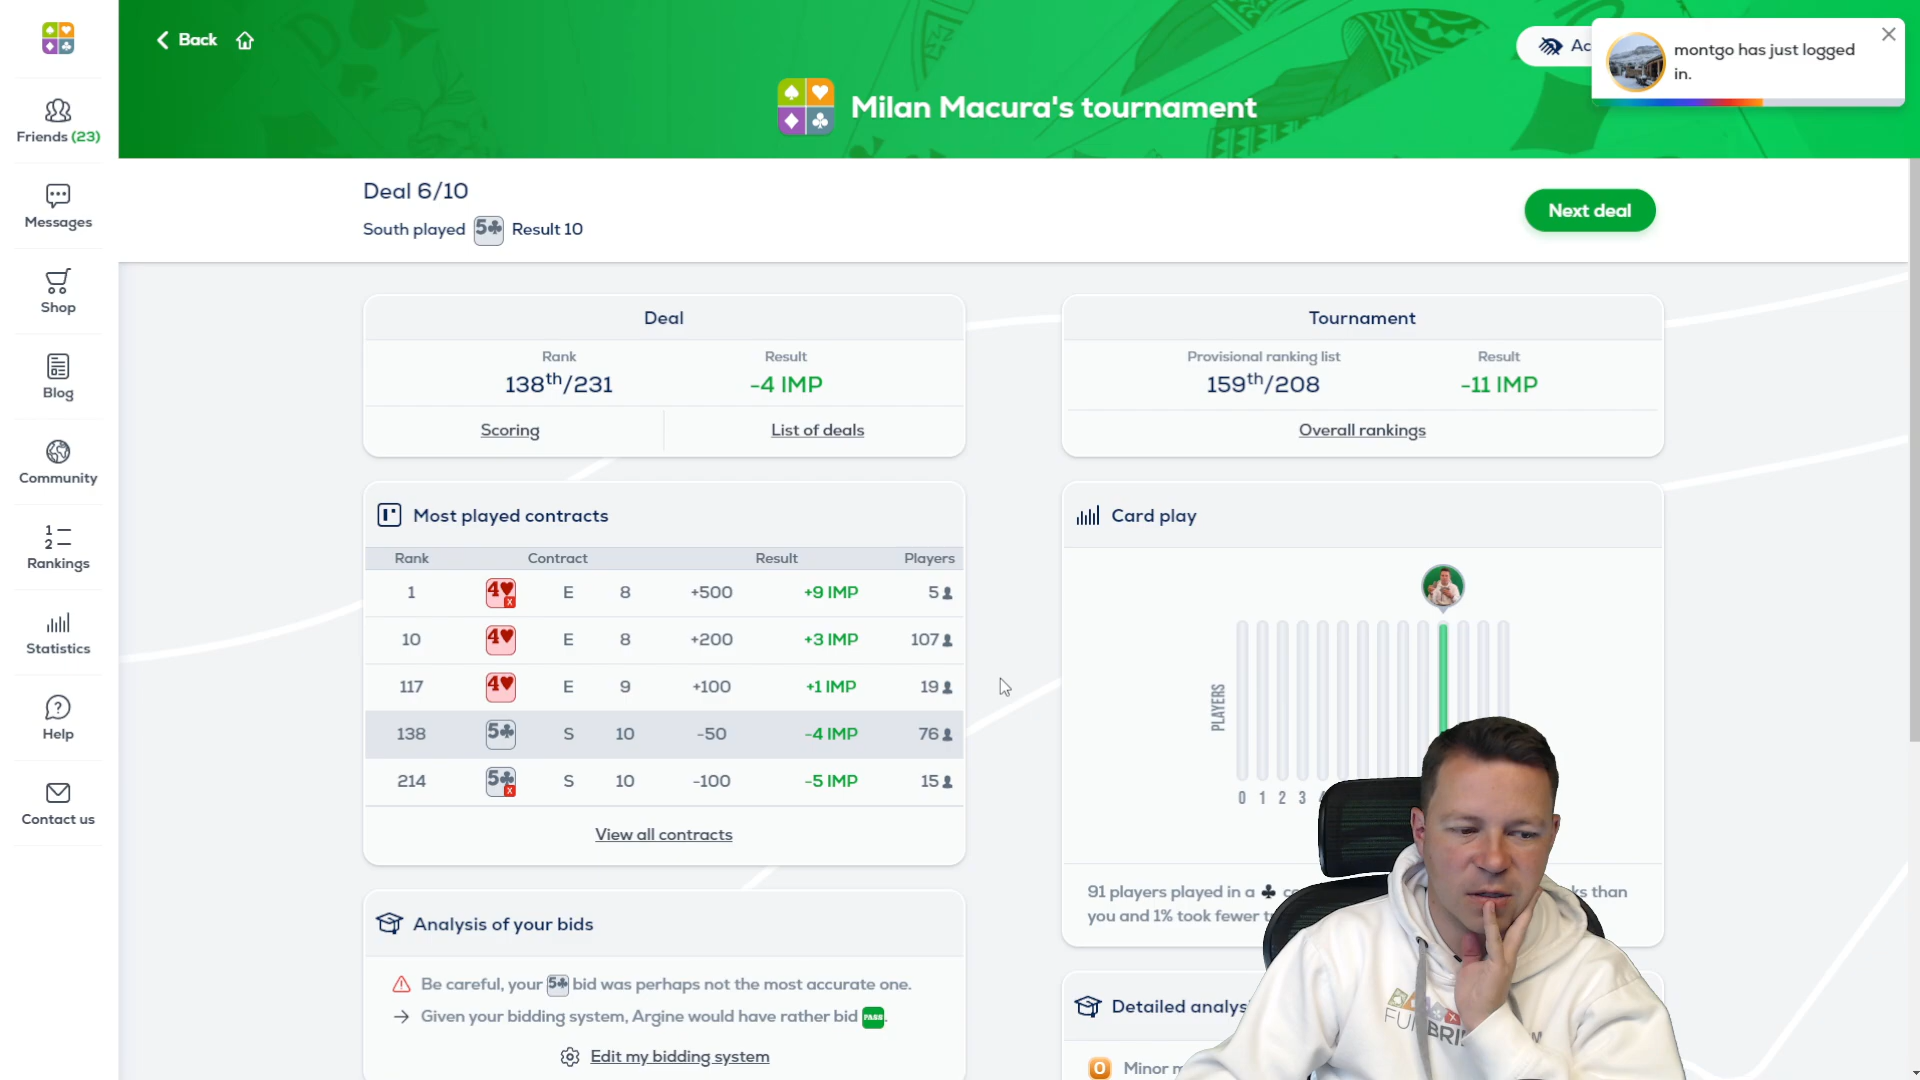 Back
Ac
montgo has just logged
in.
Milan Macura's tournament
Friends (23)
Messages
Shop
Blog
Community
1
2
Rankings
Statistics
Help
Contact us
Deal 6/10
South played 5♣ Result 10
Next deal
Deal
Rank Result
138th/231 -4 IMP
Scoring List of deals
Tournament
Provisional ranking list Result
159th/208 -11 IMP
Overall rankings
Most played contracts
Rank Contract Result Players
1 4♥ x E 8 +500 +9 IMP 5
10 4♥ E 8 +200 +3 IMP 107
117 4♥ E 9 +100 +1 IMP 19
138 5♣ S 10 -50 -4 IMP 76
214 5♣ x S 10 -100 -5 IMP 15
View all contracts
Card play
PLAYERS
0 1 2 3
91 players played in a ♣ than
you and 1% took fewer
Analysis of your bids
Be careful, your 5♣ bid was perhaps not the most accurate one.
Given your bidding system, Argine would have rather bid PASS.
Edit my bidding system
Detailed
Minor